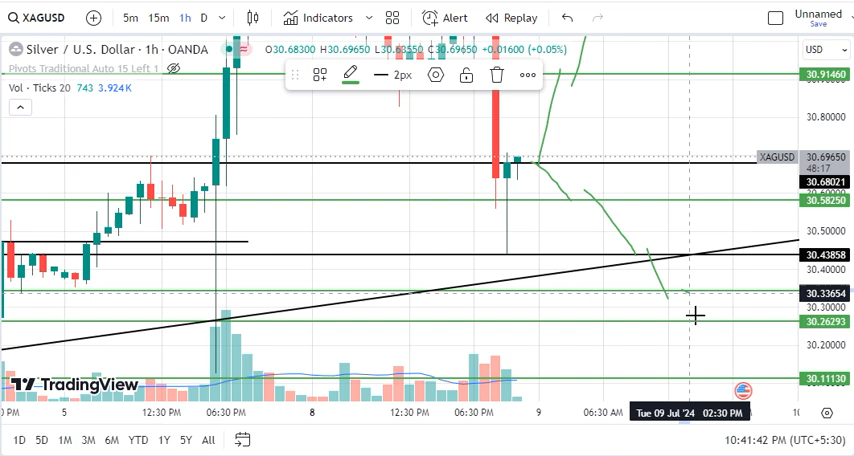 XAGUSD 5m 15m 1h D Indicators Alert Replay Unnamed
Save
Silver / U.S. Dollar · 1h · OANDA O30.68300 H30.69650 L30.63550 C30.69650 +0.01600 (+0.05%) USD
Pivots Traditional Auto 15 Left 1
2px
30.91460
Vol · Ticks 20 743 3.924K
30.80000
XAGUSD 30.69650
48:17
30.68021
30.58250
30.50000
30.43858
30.40000
30.33654
30.30000
30.26293
30.20000
TradingView
30.11130
5 12:30 PM 06:30 PM 8 12:30 PM 06:30 PM 9 06:30 AM Tue 09 Jul '24 02:30 PM
1D 5D 1M 3M 6M YTD 1Y 5Y All 10:41:42 PM (UTC+5:30)